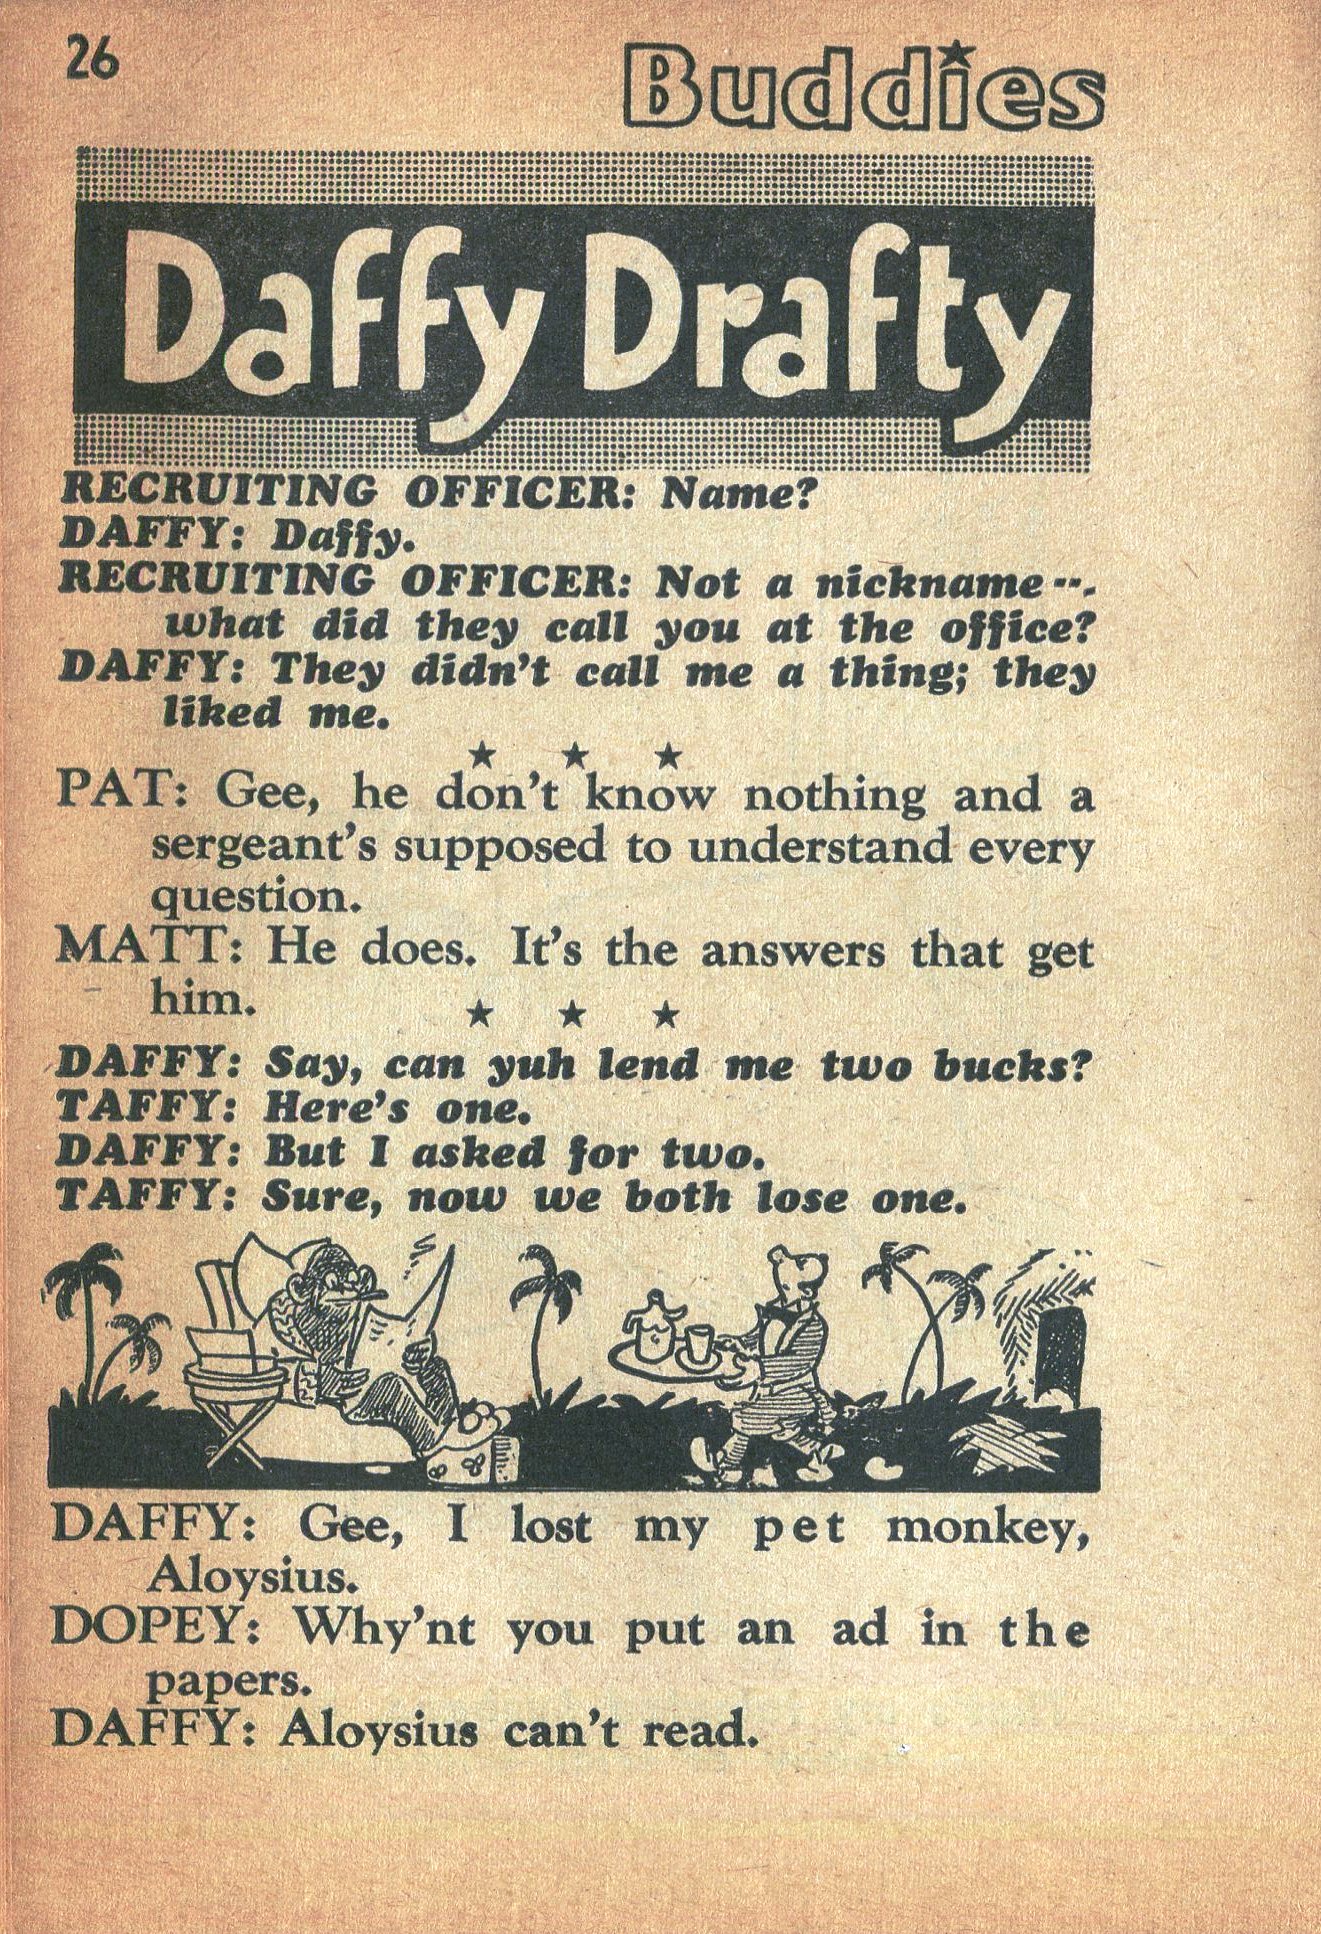 26
Buddies
Daffy Drafty
RECRUITING OFFICER: Name?
DAFFY: Daffy.
RECRUITING OFFICER: Not a nickname--.
what did they call you at the office?
DAFFY: They didn't call me a thing; they
liked me.
★ ★ ★
PAT: Gee, he don't know nothing and a
sergeant's supposed to understand every
question.
MATT: He does. It's the answers that get
him.
★ ★ ★
DAFFY: Say, can yuh lend me two bucks?
TAFFY: Here's one.
DAFFY: But I asked for two.
TAFFY: Sure, now we both lose one.
DAFFY: Gee, I lost my pet monkey,
Aloysius.
DOPEY: Why'nt you put an ad in the
papers.
DAFFY: Aloysius can't read.